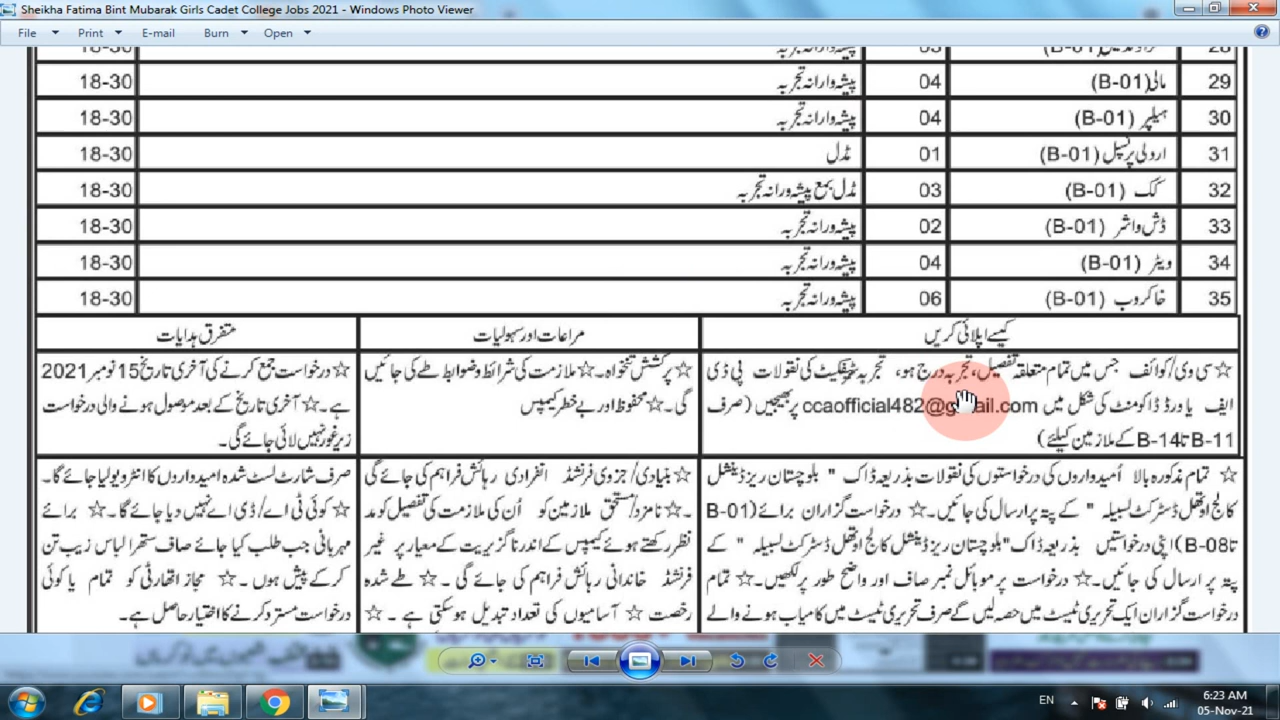 Sheikha Fatima Bint Mubarak Girls Cadet College Jobs 2021 - Windows Photo Viewer
File Print E-mail Burn Open
29 مالی (B-01) 04 پیشہ وارانہ تجربہ 18-30
30 ہیلپر (B-01) 04 پیشہ وارانہ تجربہ 18-30
31 اردلی پرنسپل (B-01) 01 مڈل 18-30
32 کک (B-01) 03 مڈل بمع پیشہ ورانہ تجربہ 18-30
33 ڈش واشر (B-01) 02 پیشہ ورانہ تجربہ 18-30
34 ویٹر (B-01) 04 پیشہ ورانہ تجربہ 18-30
35 خاکروب (B-01) 06 پیشہ ورانہ تجربہ 18-30
کیسے اپلائی کریں
☆ سی وی/کوائف جس میں تمام متعلقہ تفصیل، تجربہ درج ہو، تجربہ سرٹیفکیٹ کی نقولات پی ڈی
ایف یا ورڈ ڈاکومنٹ کی شکل میں ccaofficial482@gmail.com پر بھیجیں (صرف
B-11 تا B-14 کے ملازمین کیلئے)
مراعات اور سہولیات
☆ پرکشش تنخواہ۔ ☆ ملازمت کی شرائط و ضوابط طے کی جائیں
گی۔ ☆ محفوظ اور بے خطر کیمپس
متفرق ہدایات
☆ درخواست جمع کرنے کی آخری تاریخ 15 نومبر 2021
ہے۔ ☆ آخری تاریخ کے بعد موصول ہونے والی درخواست
زیر غور نہیں لائی جائے گی۔
☆ تمام مذکورہ بالا اُمیدواروں کی درخواستوں کی نقولات بذریعہ ڈاک " بلوچستان ریزڈینشل
کالج اوتھل ڈسٹرکٹ لسبیلہ " کے پتہ پر ارسال کی جائیں۔ ☆ درخواست گزاران برائے (B-01
تا B-08) اپنی درخواستیں بذریعہ ڈاک "بلوچستان ریزڈینشل کالج اوتھل ڈسٹرکٹ لسبیلہ " کے
پتہ پر ارسال کی جائیں۔ ☆ درخواست پر موبائل نمبر صاف اور واضح طور پر لکھیں۔ ☆ تمام
درخواست گزاران ایک تحریری ٹیسٹ میں حصہ لیں گے صرف تحریری ٹیسٹ میں کامیاب ہونے والے
☆ بنیادی/جزوی فرنشڈ انفرادی رہائش فراہم کی جائے گی
۔ ☆ نامزد/مستحق ملازمین کو اُن کی ملازمت کی تفصیل کو مد
نظر رکھتے ہوئے کیمپس کے اندر ناگزیریت کے معیار پر غیر
فرنشڈ خاندانی رہائش فراہم کی جائے گی ۔ ☆ طے شدہ
رخصت ☆ آسامیوں کی تعداد تبدیل ہوسکتی ہے ۔ ☆
صرف شارٹ لسٹ شدہ امیدواروں کا انٹرویو لیا جائے گا۔
☆ کوئی ٹی اے/ڈی اے نہیں دیا جائے گا۔ ☆ برائے
مہربانی جب طلب کیا جائے صاف ستھرا لباس زیب تن
کر کے پیش ہوں ۔ ☆ مجاز اتھارٹی کو تمام یا کوئی
درخواست مسترد کرنے کا اختیار حاصل ہے۔
EN
6:23 AM
05-Nov-21